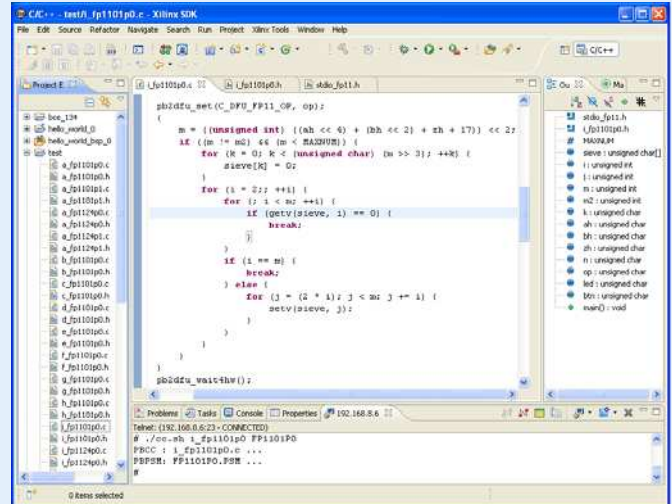 C/C++ - test/i_fp1101p0.c - Xilinx SDK
File Edit Source Refactor Navigate Search Run Project Xilinx Tools Window Help
C/C++
Project E
i_fp1101p0.c
i_fp1101p0.h
stdio_fp11.h
Ou
Ma
bce_13t
hello_world_0
hello_world_bsp_0
test
a_fp1101p0.c
a_fp1101p0.h
a_fp1101p1.c
a_fp1101p1.h
a_fp1124p0.c
a_fp1124p0.h
a_fp1124p1.c
a_fp1124p1.h
b_fp1101p0.c
b_fp1101p0.h
c_fp1101p0.c
c_fp1101p0.h
d_fp1101p0.c
d_fp1101p0.h
e_fp1101p0.c
e_fp1101p0.h
f_fp1101p0.c
f_fp1101p0.h
g_fp1101p0.c
g_fp1101p0.h
h_fp1101p0.c
h_fp1101p0.h
i_fp1101p0.c
i_fp1101p0.h
i_fp1124p0.c
i_fp1124p0.h
pb2dfu_set(C_DFU_FP11_OP, op);
{
m = ((unsigned int) ((ah << 6) + (bh << 2) + zh + 17)) << 2;
if ((m != m2) && (m < MAXNUM)) {
for (k = 0; k < (unsigned char) (m >> 3); ++k) {
sieve[k] = 0;
}
for (i = 2;; ++i) {
for (; i < m; ++i) {
if (getv(sieve, i) == 0) {
break;
}
}
if (i == m) {
break;
} else {
for (j = (2 * i); j < m; j += i) {
setv(sieve, j);
}
}
}
}
}
pb2dfu_wait4hw();
stdio_fp11.h
i_fp1101p0.h
MAXNUM
sieve : unsigned char[]
i : unsigned int
j : unsigned int
m : unsigned int
m2 : unsigned int
k : unsigned char
ah : unsigned char
bh : unsigned char
zh : unsigned char
n : unsigned char
op : unsigned char
led : unsigned char
btn : unsigned char
main() : void
Problems Tasks Console Properties 192.168.8.6
Telnet: (192.168.8.6:23 - CONNECTED)
# ./cc.sh i_fp1101p0 FP1101P0
PBCC : i_fp1101p0.c ...
PBPSM: FP1101P0.PSM ...
#
0 items selected